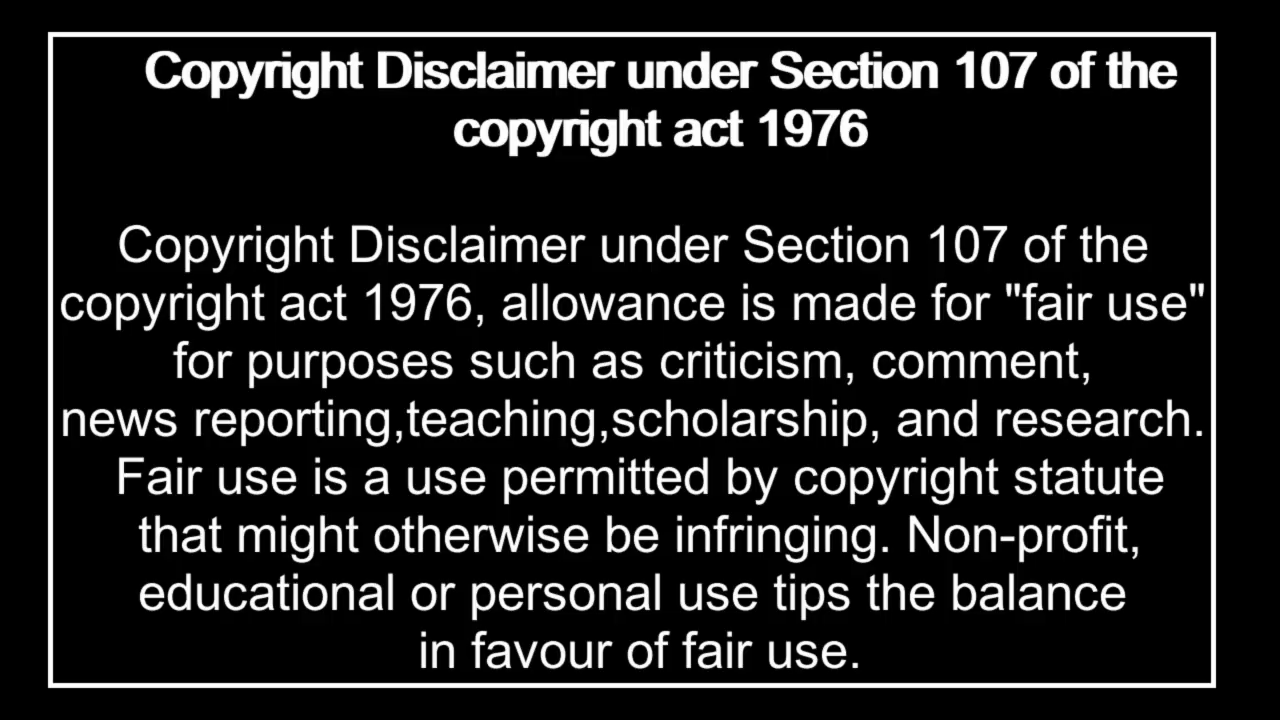 Copyright Disclaimer under Section 107 of the
copyright act 1976
Copyright Disclaimer under Section 107 of the
copyright act 1976, allowance is made for "fair use"
for purposes such as criticism, comment,
news reporting,teaching,scholarship, and research.
Fair use is a use permitted by copyright statute
that might otherwise be infringing. Non-profit,
educational or personal use tips the balance
in favour of fair use.